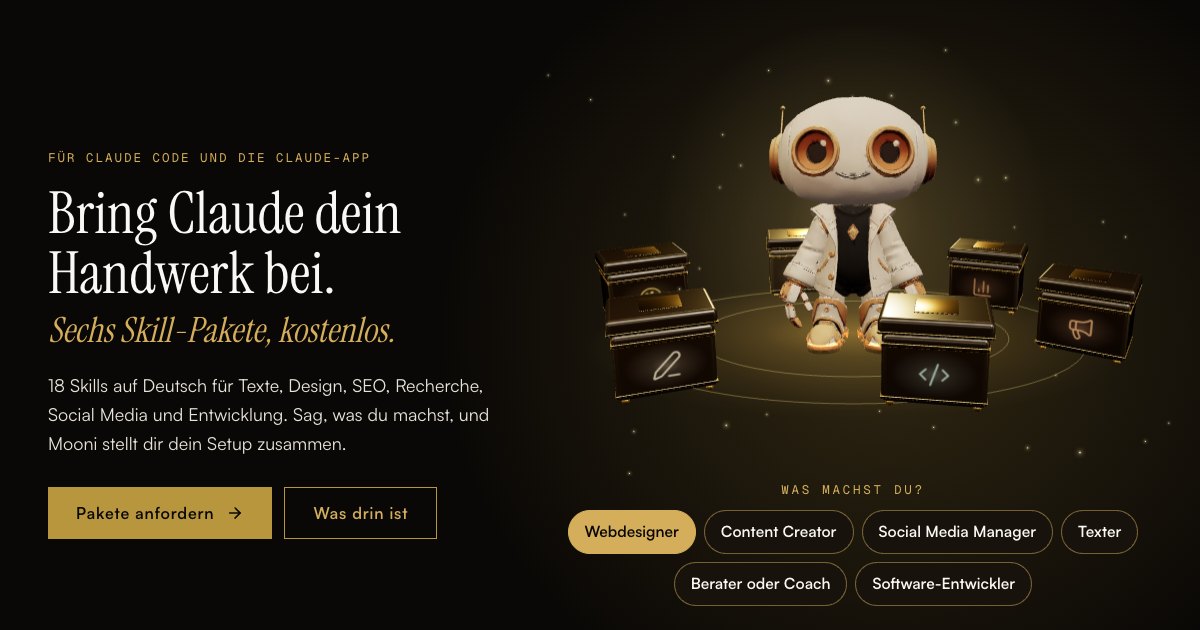 FÜR CLAUDE CODE UND DIE CLAUDE-APP
Bring Claude dein
Handwerk bei.
Sechs Skill-Pakete, kostenlos.
18 Skills auf Deutsch für Texte, Design, SEO, Recherche,
Social Media und Entwicklung. Sag, was du machst, und
Mooni stellt dir dein Setup zusammen.
Pakete anfordern →
Was drin ist
</>
WAS MACHST DU?
Webdesigner
Content Creator
Social Media Manager
Texter
Berater oder Coach
Software-Entwickler